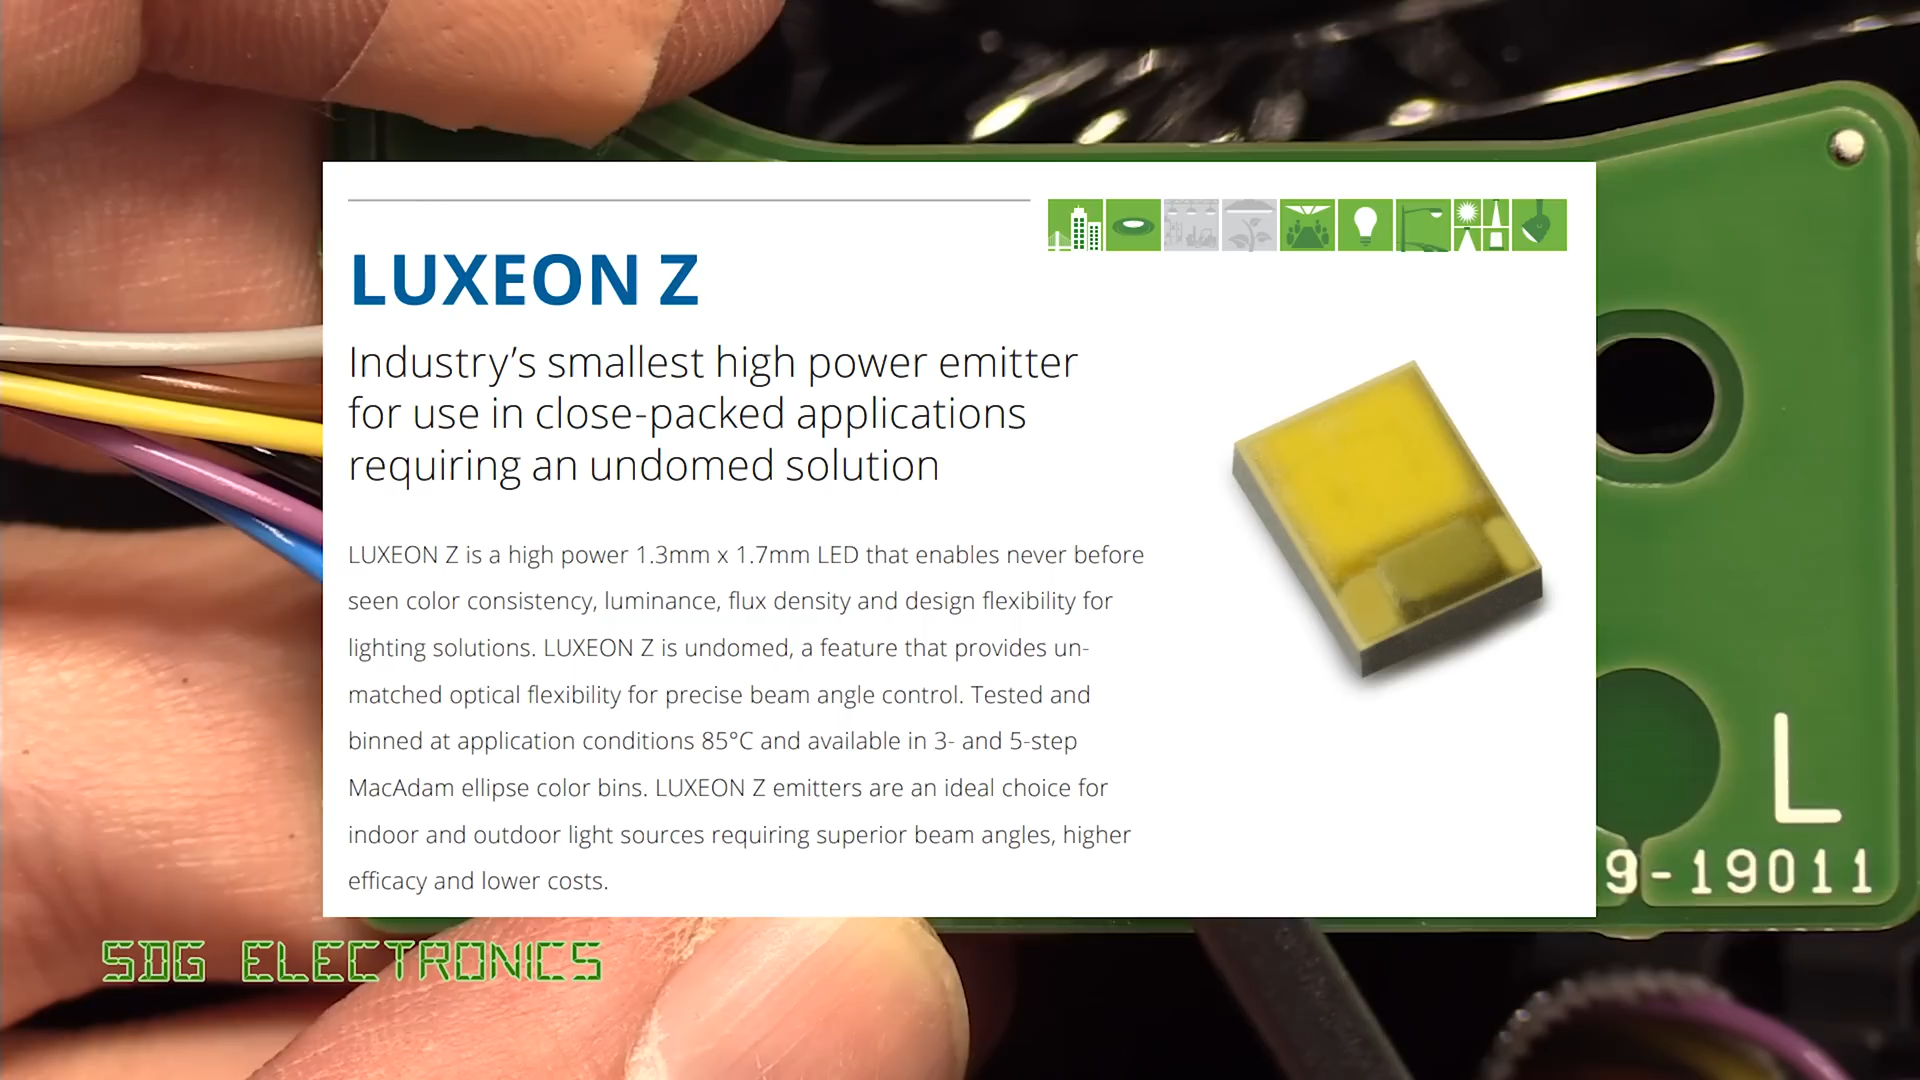 LUXEON Z
Industry's smallest high power emitter
for use in close-packed applications
requiring an undomed solution
LUXEON Z is a high power 1.3mm x 1.7mm LED that enables never before
seen color consistency, luminance, flux density and design flexibility for
lighting solutions. LUXEON Z is undomed, a feature that provides un-
matched optical flexibility for precise beam angle control. Tested and
binned at application conditions 85°C and available in 3- and 5-step
MacAdam ellipse color bins. LUXEON Z emitters are an ideal choice for
indoor and outdoor light sources requiring superior beam angles, higher
efficacy and lower costs.
L
9-19011
SDG ELECTRONICS